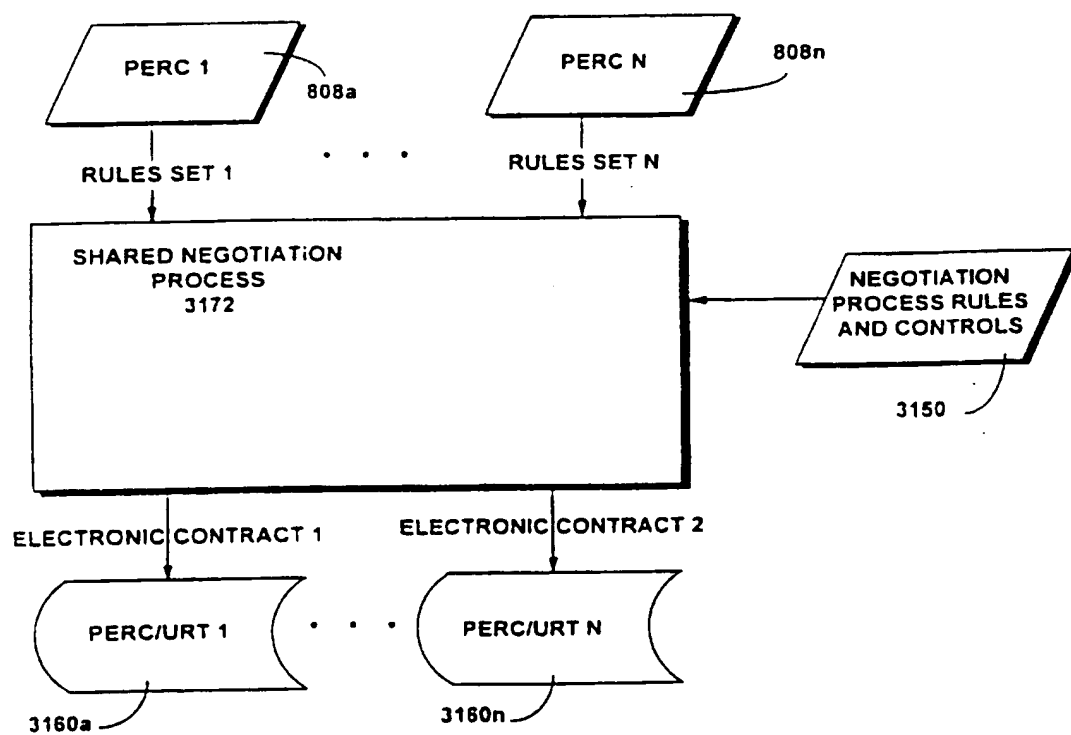 PERC 1
808a
PERC N
808n
RULES SET 1
RULES SET N
SHARED NEGOTIATiON
PROCESS
3172
NEGOTIATION
PROCESS RULES
AND CONTROLS
3150
ELECTRONIC CONTRACT 1
ELECTRONIC CONTRACT 2
PERC/URT 1
PERC/URT N
3160a
3160n